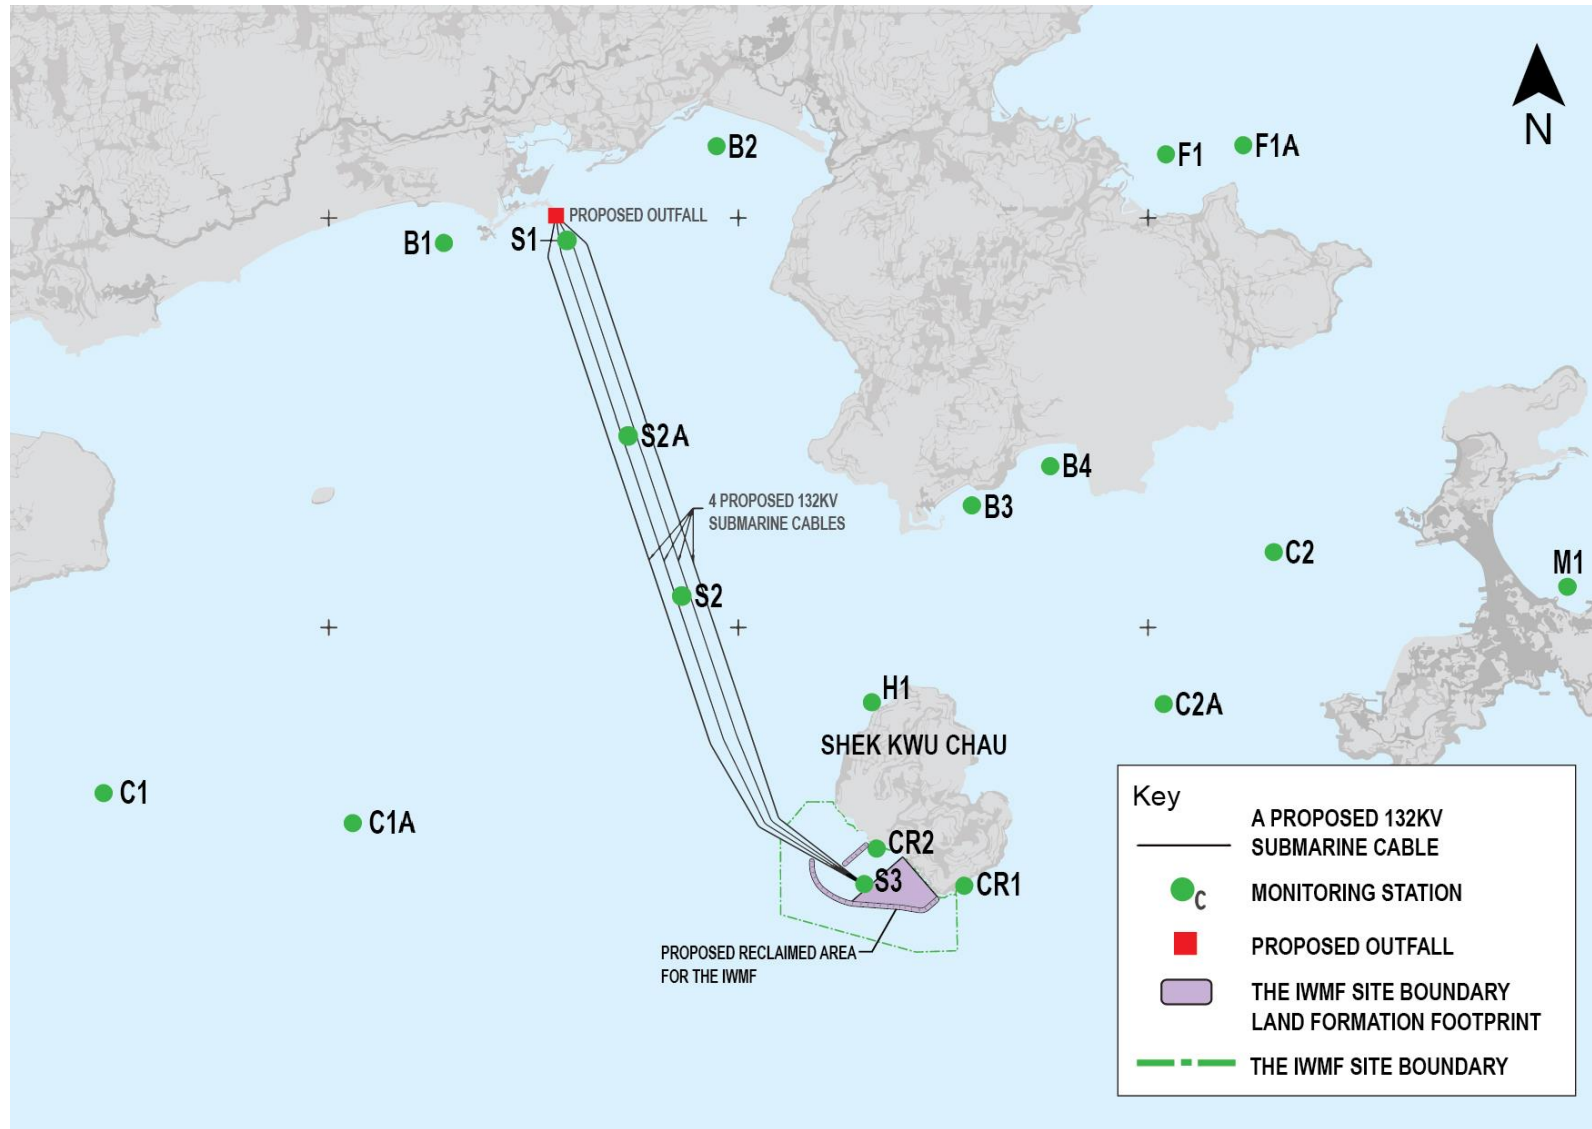 N
B2
F1
F1A
PROPOSED OUTFALL
B1
S1
S2A
B4
4 PROPOSED 132KV
SUBMARINE CABLES
B3
C2
M1
S2
H1
C2A
SHEK KWU CHAU
C1
C1A
CR2
S3
CR1
PROPOSED RECLAIMED AREA
FOR THE IWMF
Key
A PROPOSED 132KV
SUBMARINE CABLE
C
MONITORING STATION
PROPOSED OUTFALL
THE IWMF SITE BOUNDARY
LAND FORMATION FOOTPRINT
THE IWMF SITE BOUNDARY